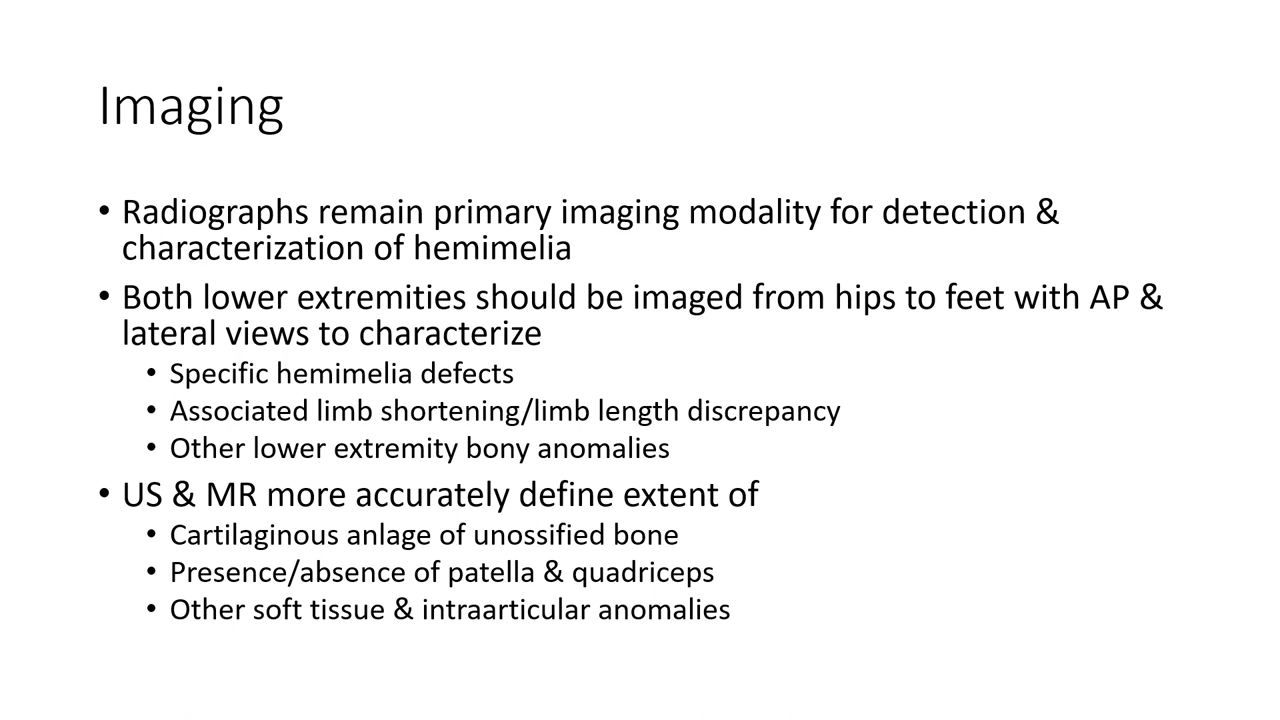 Imaging
• Radiographs remain primary imaging modality for detection &
characterization of hemimelia
• Both lower extremities should be imaged from hips to feet with AP &
lateral views to characterize
• Specific hemimelia defects
• Associated limb shortening/limb length discrepancy
• Other lower extremity bony anomalies
• US & MR more accurately define extent of
• Cartilaginous anlage of unossified bone
• Presence/absence of patella & quadriceps
• Other soft tissue & intraarticular anomalies